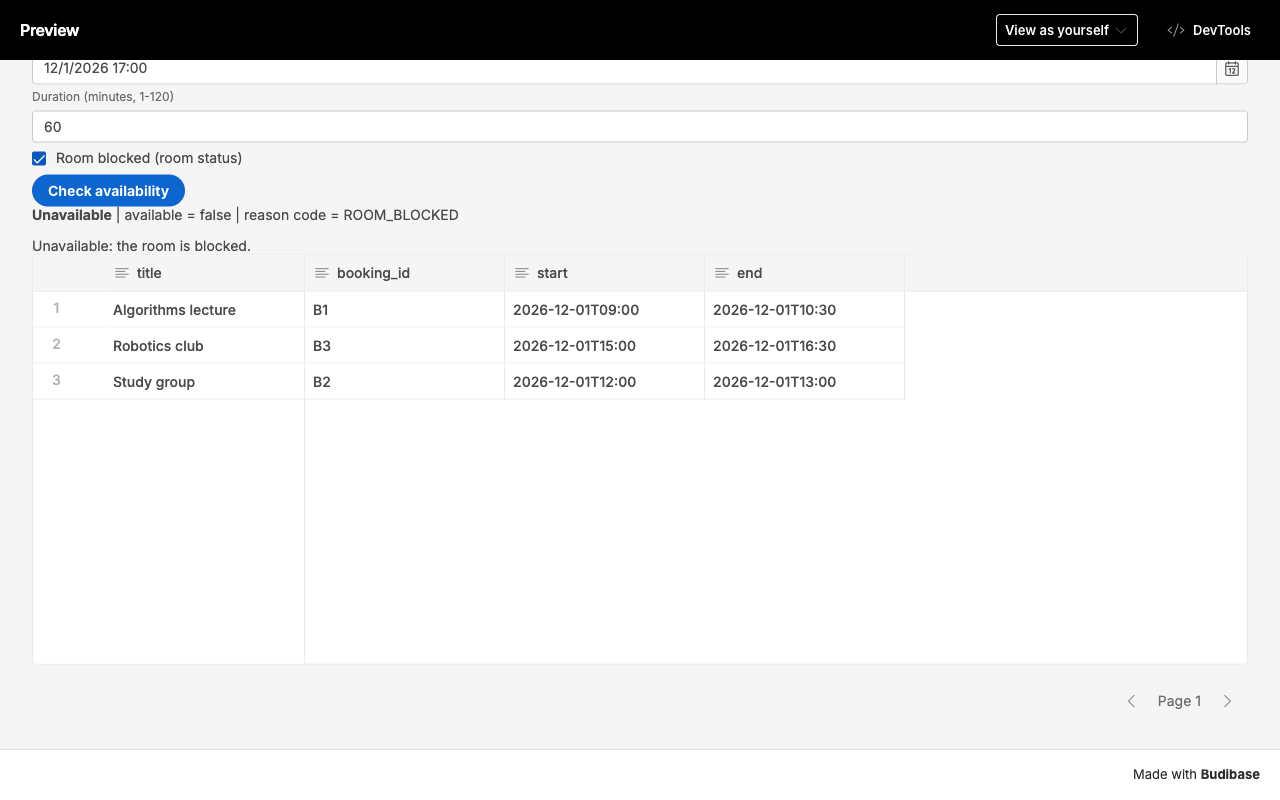 Preview
View as yourself
</> DevTools
12/1/2026 17:00
12
Duration (minutes, 1-120)
60
Room blocked (room status)
Check availability
Unavailable | available = false | reason code = ROOM_BLOCKED
Unavailable: the room is blocked.
title booking_id start end
1 Algorithms lecture B1 2026-12-01T09:00 2026-12-01T10:30
2 Robotics club B3 2026-12-01T15:00 2026-12-01T16:30
3 Study group B2 2026-12-01T12:00 2026-12-01T13:00
Page 1
Made with Budibase